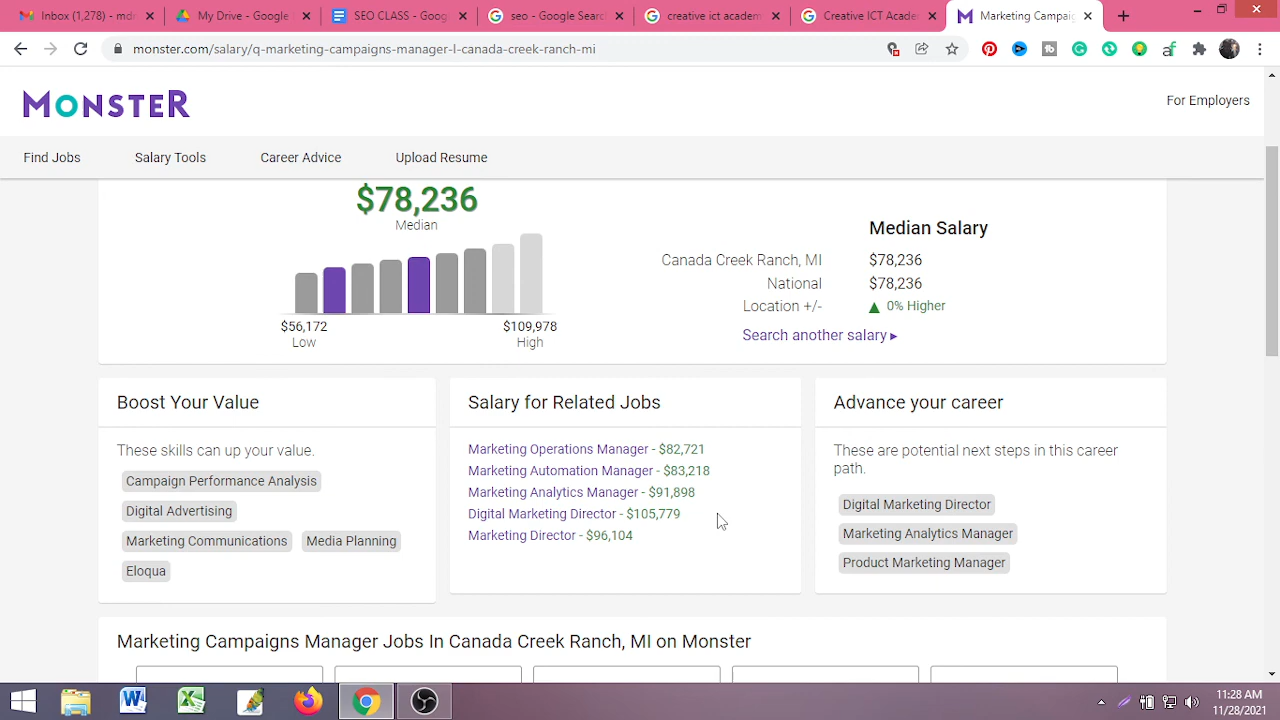 Inbox (1,278) - mdr
My Drive - Google
SEO CLASS - Goog
seo - Google Searc
creative ict academ
Creative ICT Acade
Marketing Campaig
monster.com/salary/q-marketing-campaigns-manager-l-canada-creek-ranch-mi
MONSTER
For Employers
Find Jobs
Salary Tools
Career Advice
Upload Resume
$78,236
Median
$56,172
Low
$109,978
High
Median Salary
Canada Creek Ranch, MI $78,236
National $78,236
Location +/- ▲ 0% Higher
Search another salary ▸
Boost Your Value
These skills can up your value.
Campaign Performance Analysis
Digital Advertising
Marketing Communications
Media Planning
Eloqua
Salary for Related Jobs
Marketing Operations Manager - $82,721
Marketing Automation Manager - $83,218
Marketing Analytics Manager - $91,898
Digital Marketing Director - $105,779
Marketing Director - $96,104
Advance your career
These are potential next steps in this career
path.
Digital Marketing Director
Marketing Analytics Manager
Product Marketing Manager
Marketing Campaigns Manager Jobs In Canada Creek Ranch, MI on Monster
11:28 AM
11/28/2021